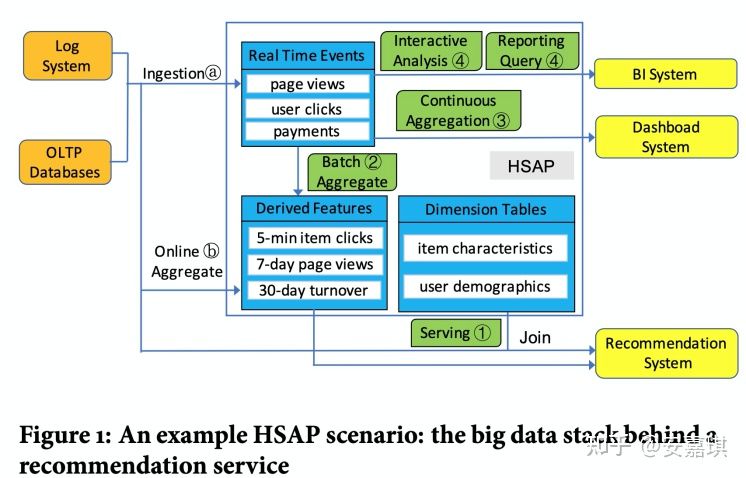 Log
System
OLTP
Databases
Ingestionⓐ
Online ⓑ
Aggregate
Real Time Events
page views
user clicks
payments
Interactive
Analysis ④
Reporting
Query ④
Continuous
Aggregation ③
Batch ②
Aggregate
HSAP
Derived Features
5-min item clicks
7-day page views
30-day turnover
Dimension Tables
item characteristics
user demographics
Serving ①
Join
BI System
Dashboad
System
Recommendation
System
Figure 1: An example HSAP scenario: the big data stack behind a
recommendation service
知乎 @安嘉琪